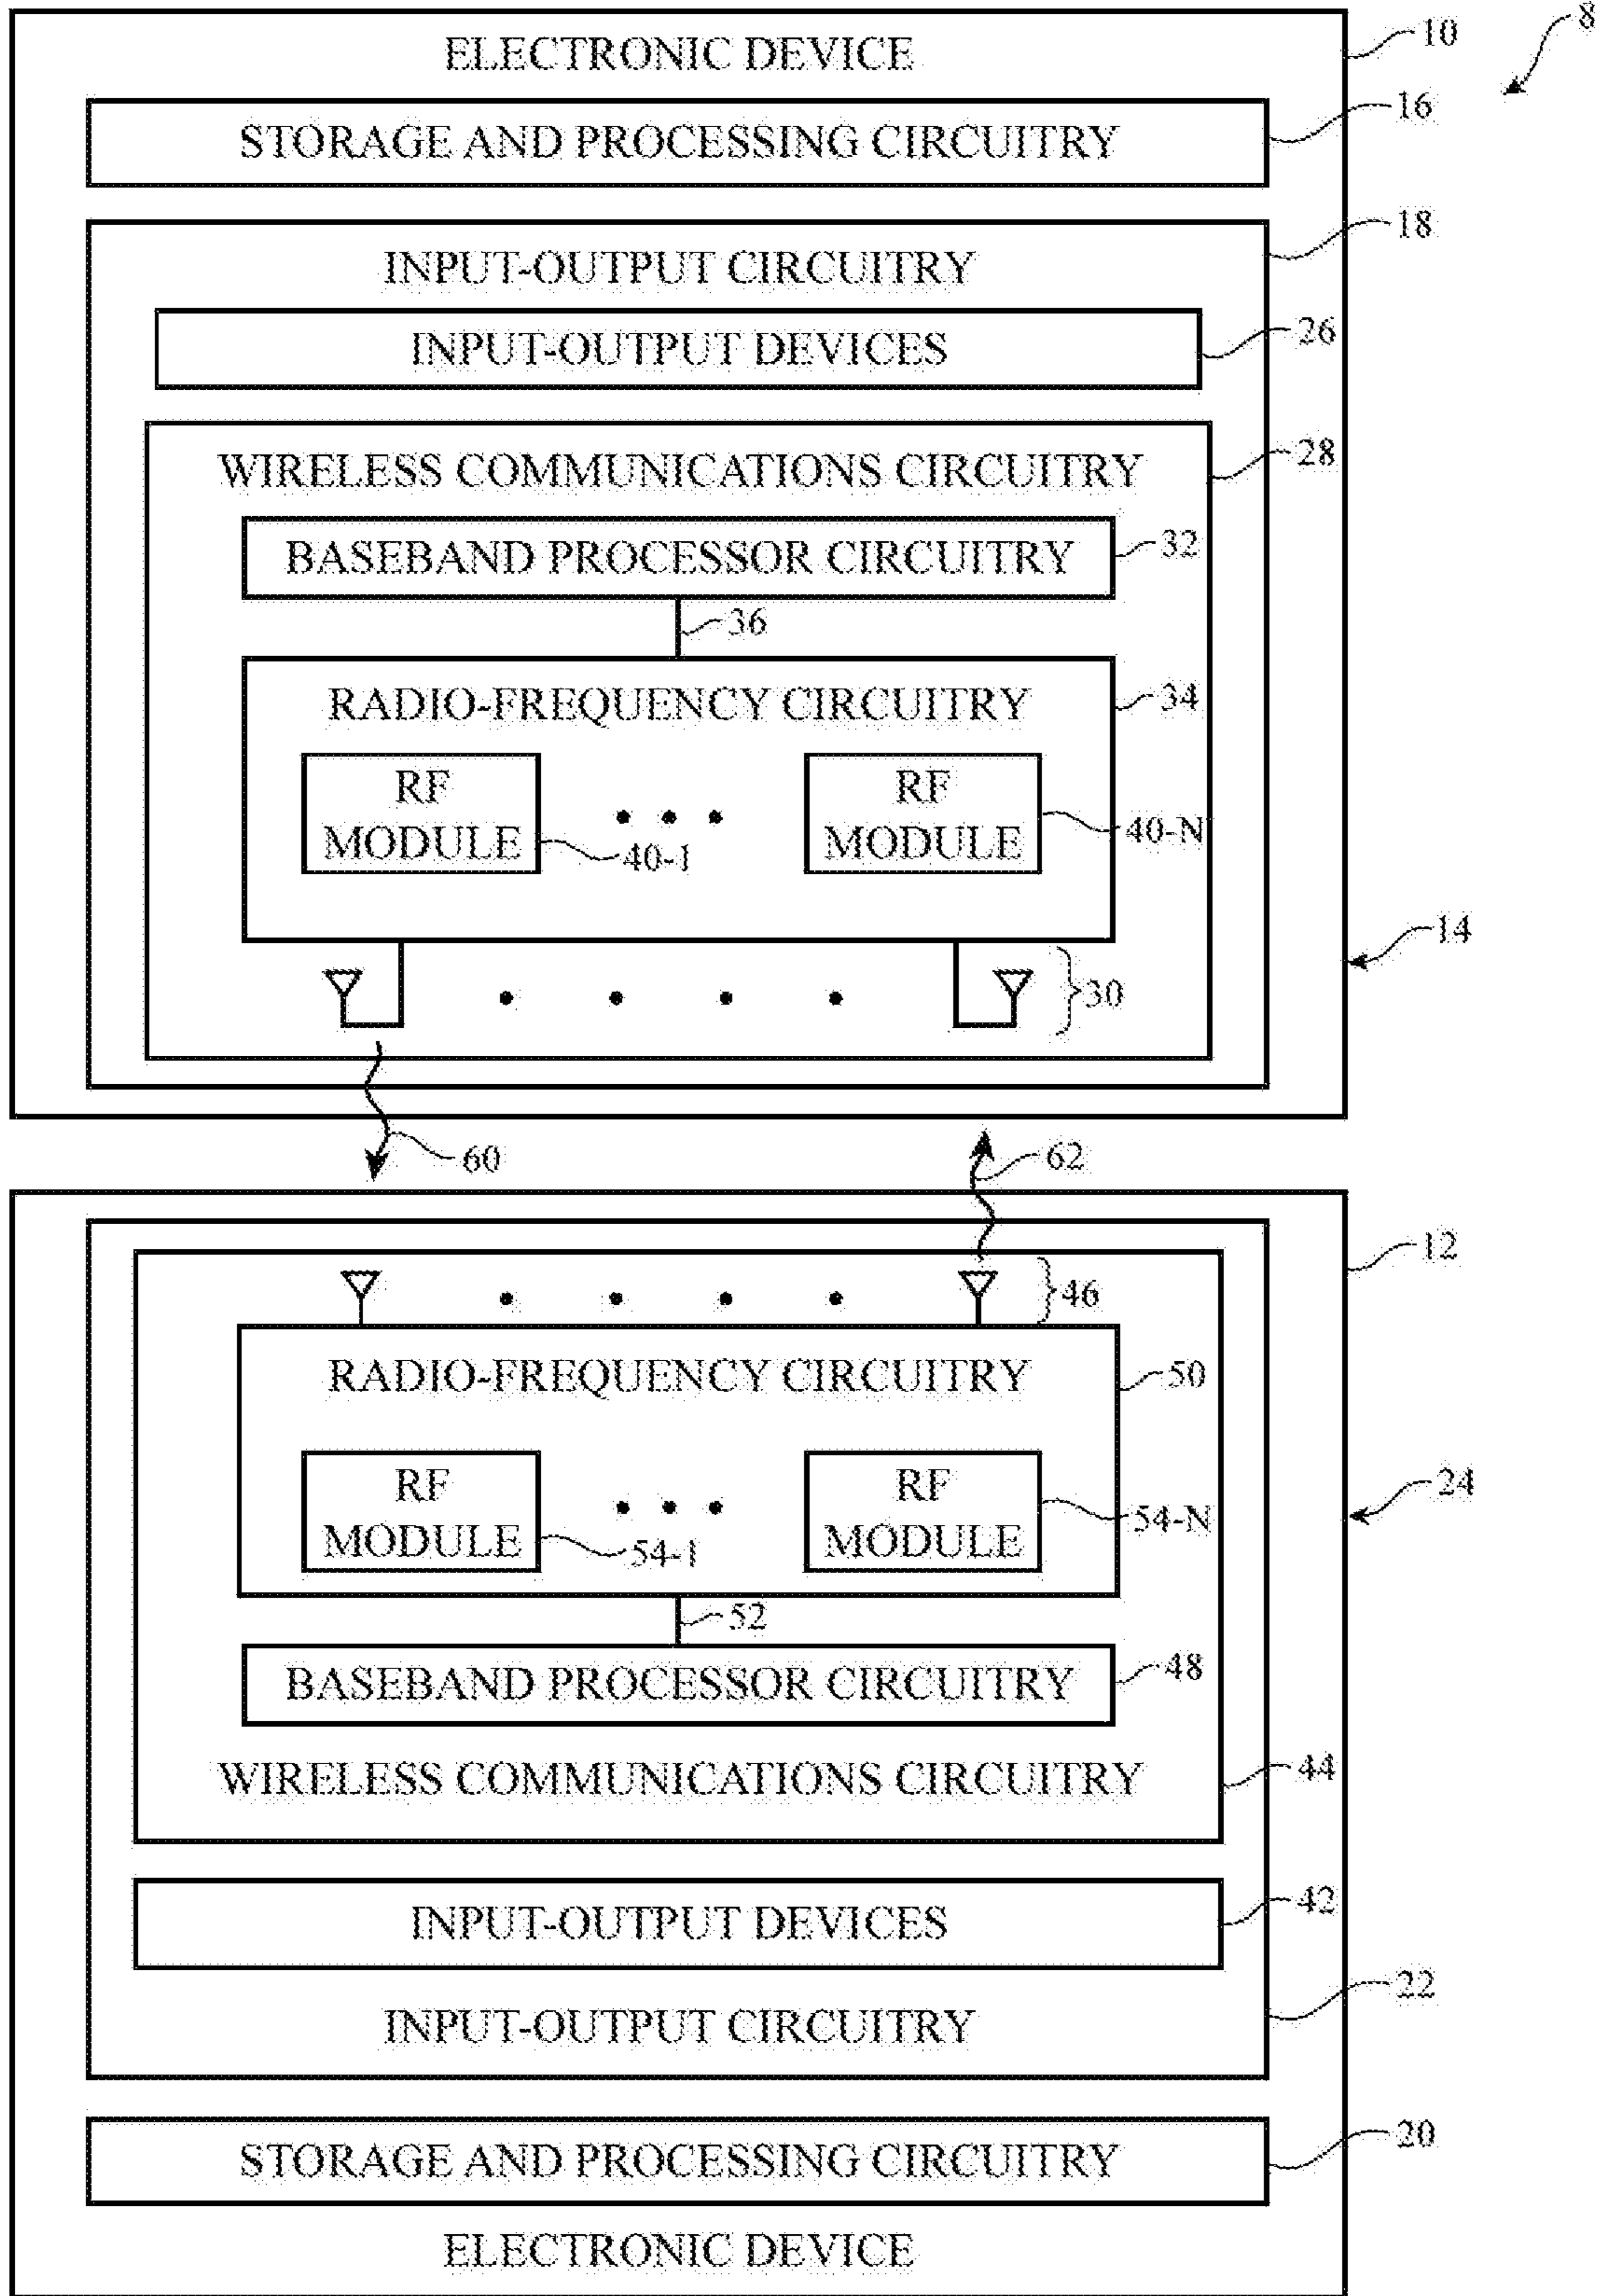 8
ELECTRONIC DEVICE
10
STORAGE AND PROCESSING CIRCUITRY
16
INPUT-OUTPUT CIRCUITRY
18
INPUT-OUTPUT DEVICES
26
WIRELESS COMMUNICATIONS CIRCUITRY
28
BASEBAND PROCESSOR CIRCUITRY
32
36
RADIO-FREQUENCY CIRCUITRY
34
RF
MODULE
40-1
RF
MODULE
40-N
14
30
60
62
12
46
RADIO-FREQUENCY CIRCUITRY
50
RF
MODULE
54-1
RF
MODULE
54-N
24
52
BASEBAND PROCESSOR CIRCUITRY
48
WIRELESS COMMUNICATIONS CIRCUITRY
44
INPUT-OUTPUT DEVICES
42
INPUT-OUTPUT CIRCUITRY
22
STORAGE AND PROCESSING CIRCUITRY
20
ELECTRONIC DEVICE